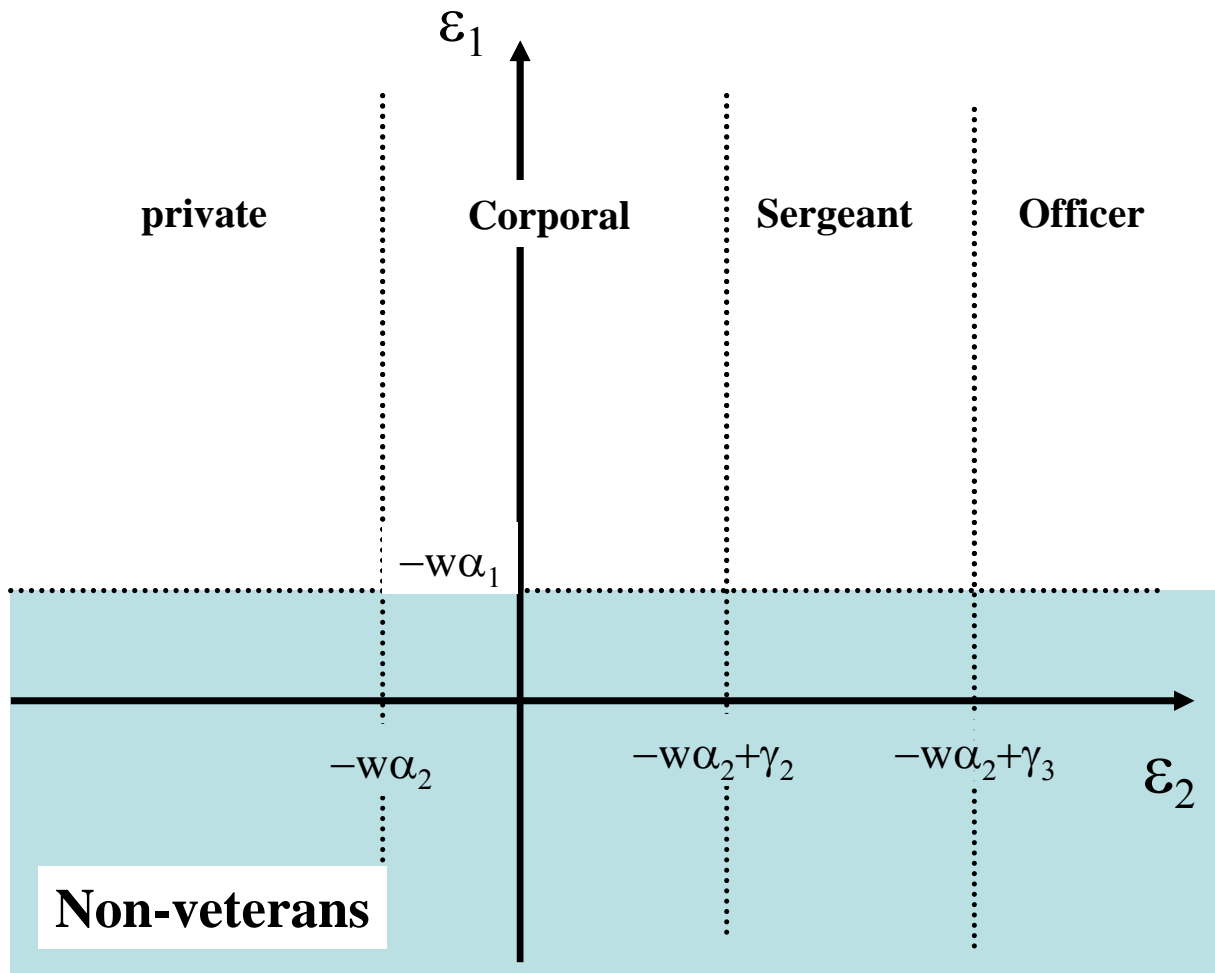 ε₁
private Corporal Sergeant Officer
−wα₁
−wα₂ −wα₂+γ₂ −wα₂+γ₃
ε₂
Non-veterans